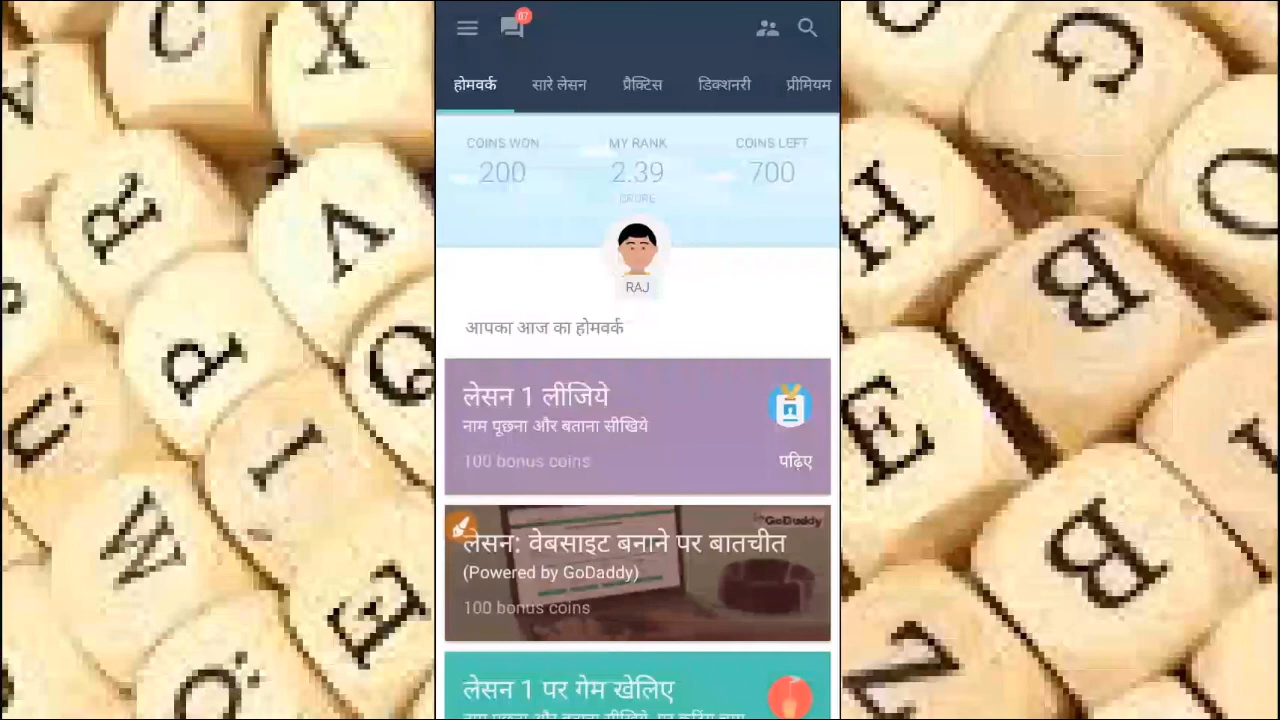 87
होमवर्क सारे लेसन प्रैक्टिस डिक्शनरी प्रीमियम
COINS WON MY RANK COINS LEFT
200 2.39 700
CRORE
RAJ
आपका आज का होमवर्क
लेसन 1 लीजिये
नाम पूछना और बताना सीखिये
100 bonus coins पढ़िए
GoDaddy
लेसन: वेबसाइट बनाने पर बातचीत
(Powered by GoDaddy)
100 bonus coins
लेसन 1 पर गेम खेलिए
C X
R A
P Q
Ü I
W E
G O
H B
E
B
N